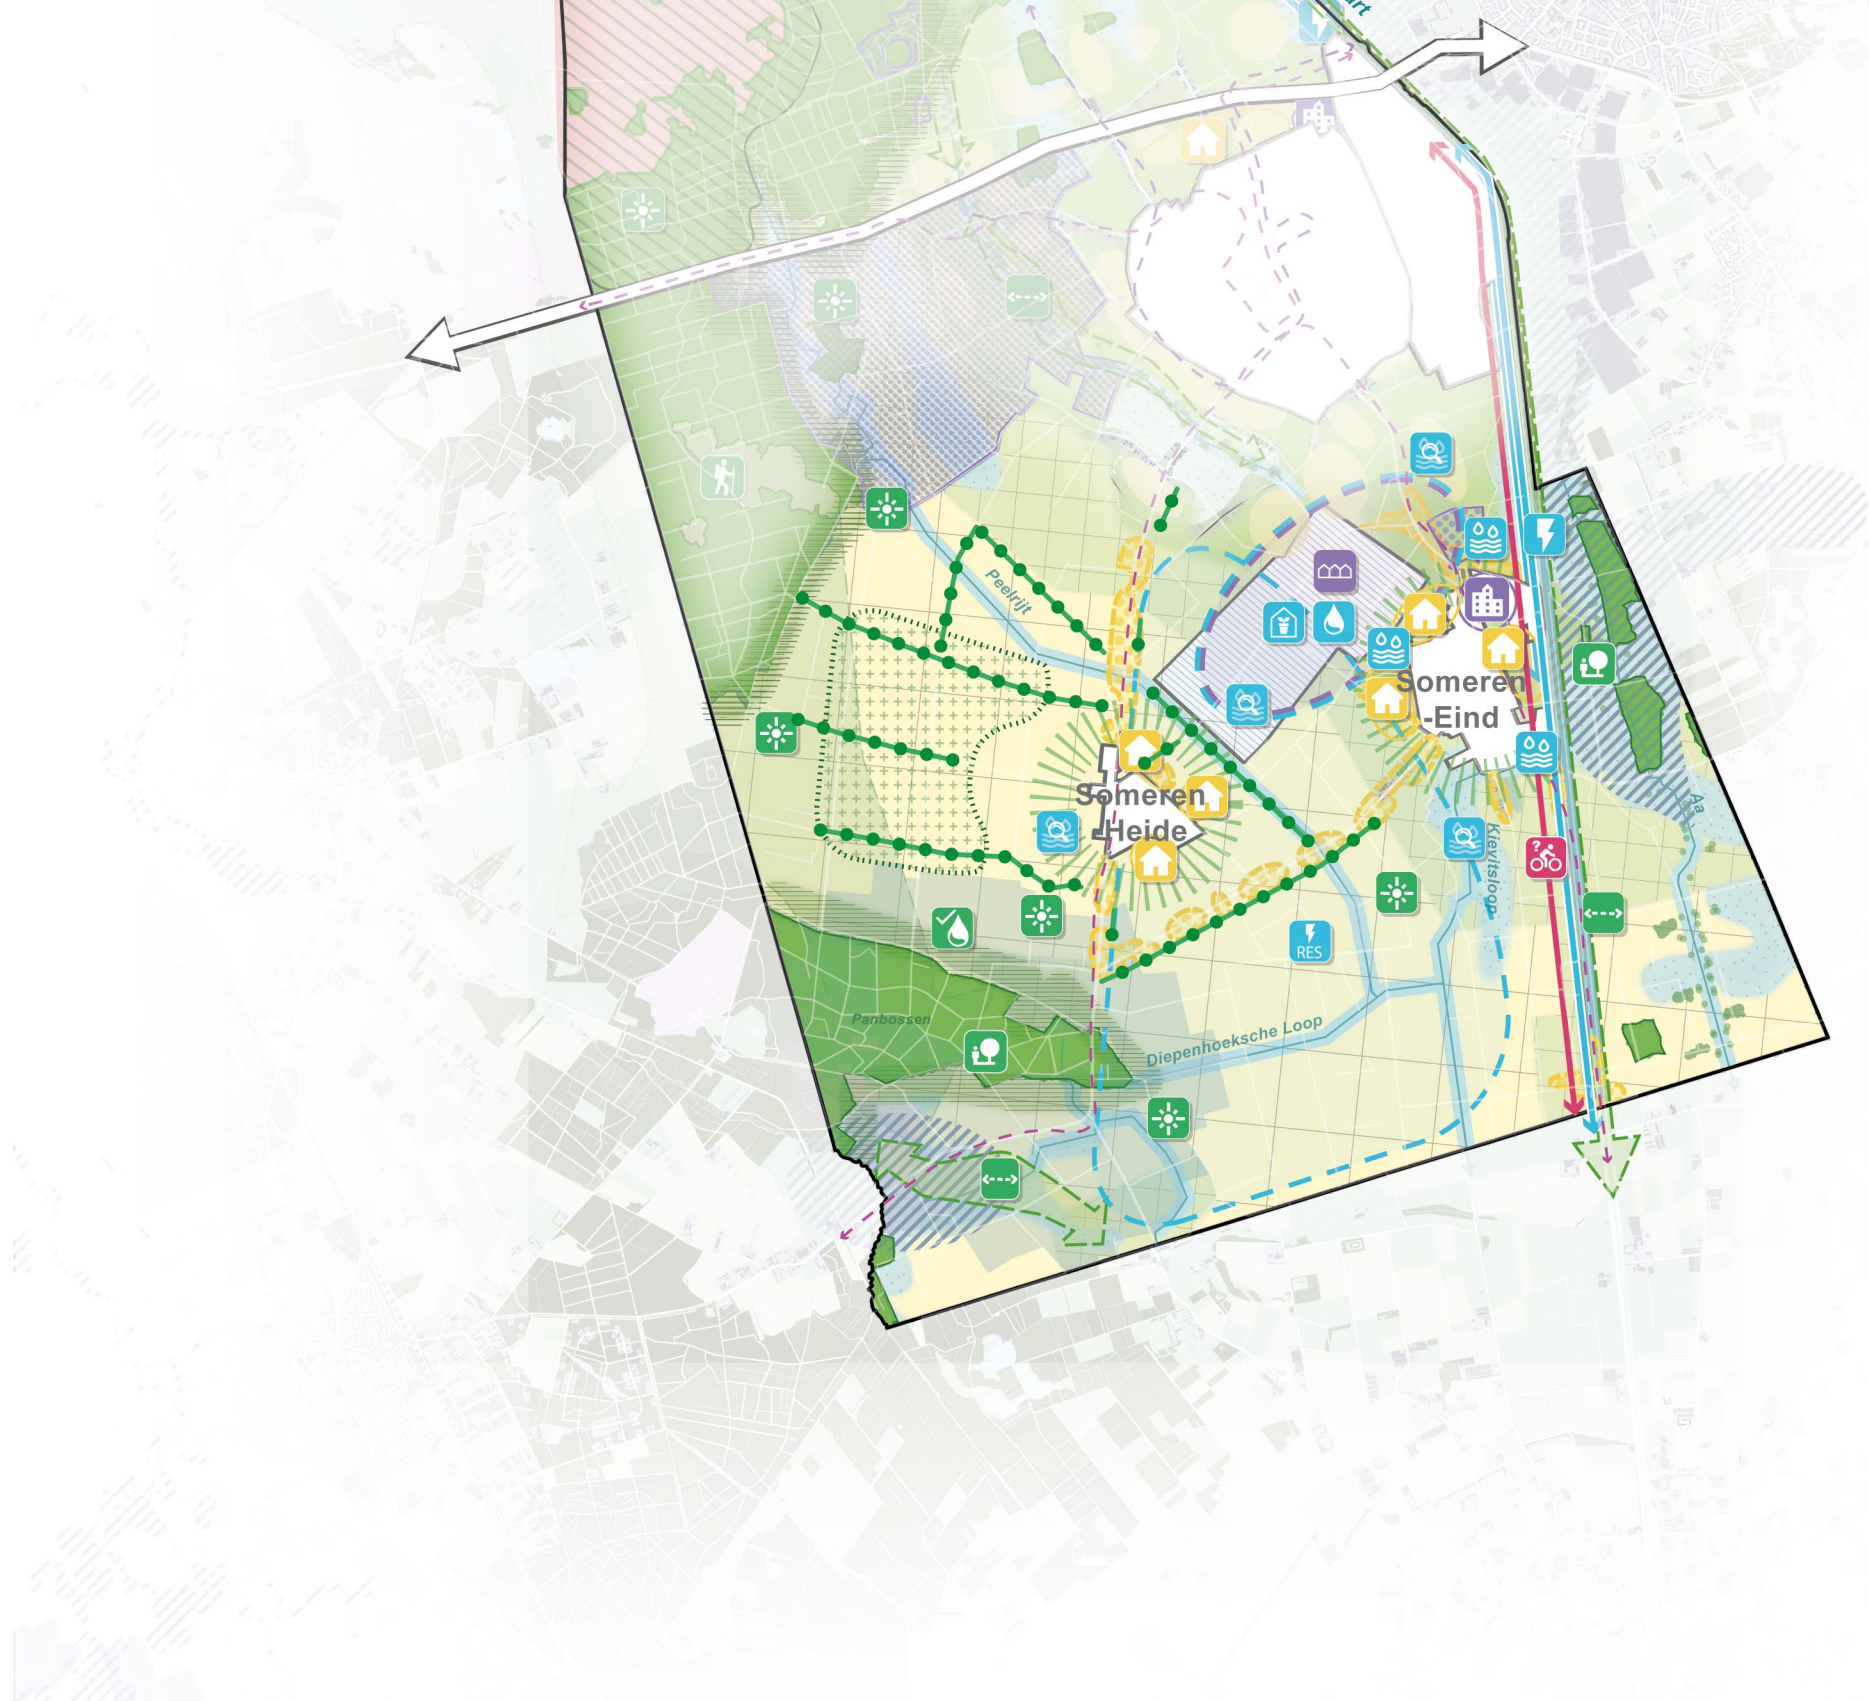 Peelrijt
Someren
-Eind
Someren
Heide
Aa
Kievitsloop
?
RES
Panbossen
Diepenhoeksche Loop